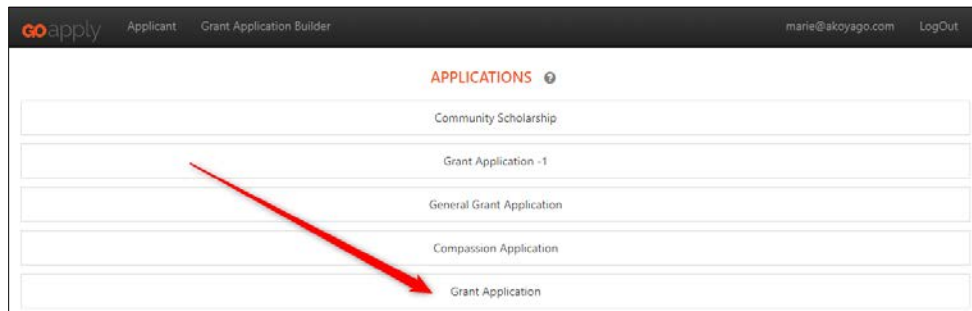 GOapply Applicant Grant Application Builder marie@akoyago.com LogOut
APPLICATIONS ?
Community Scholarship
Grant Application -1
General Grant Application
Compassion Application
Grant Application